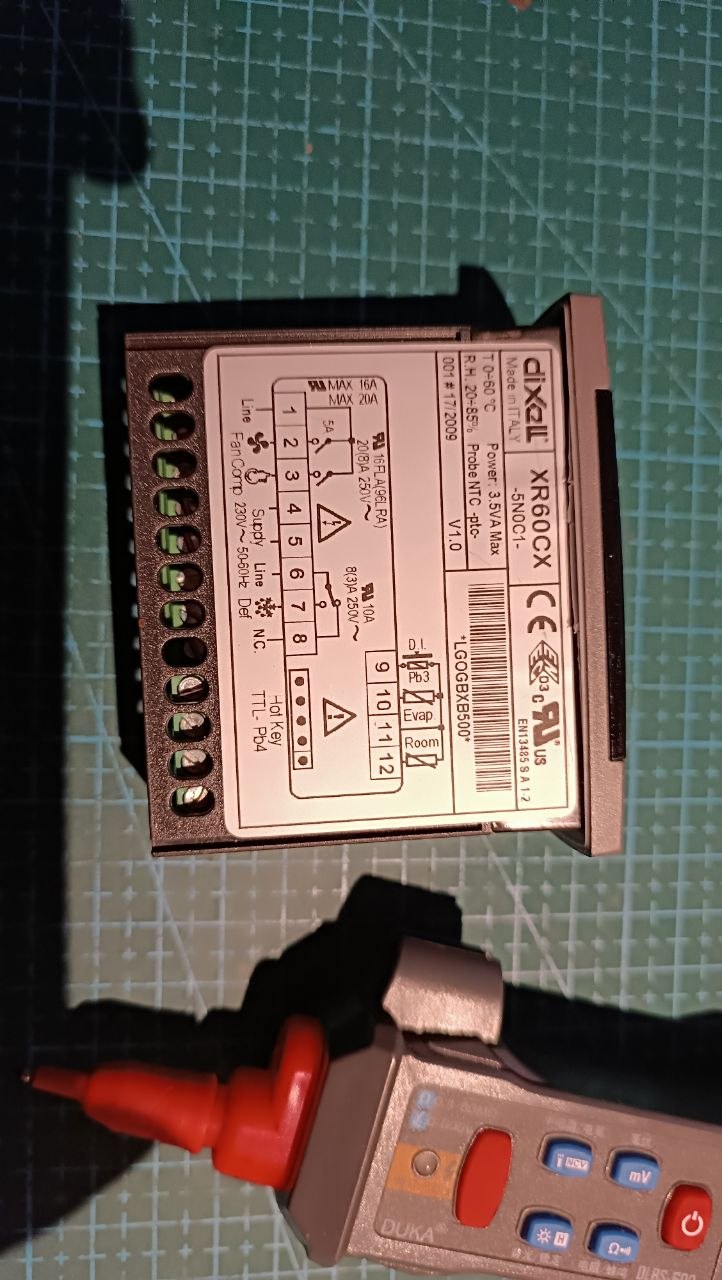 dixell XR60CX
Made in ITALY -5N0C1-
EN13485 S A 1-2
T.0÷60 °C Power: 3.5VA Max
R.H. 20÷85% Probe NTC -ptc-
001 # 17/2009 V1.0
*LGOGBXB500*
CE
03
C US
MAX 16A
MAX 20A
16FLA(96LRA)
20(8)A 250V~
5A
10A
8(3)A 250V~
D.I.
Pb3
Evap.
Room
1 2 3 4 5 6 7 8
9 10 11 12
Line Fan Comp Supply Line Def N.C.
230V~ 50-60Hz
Hot Key
TTL- Pb4
NCV
mV
H
Ω
DUKA®